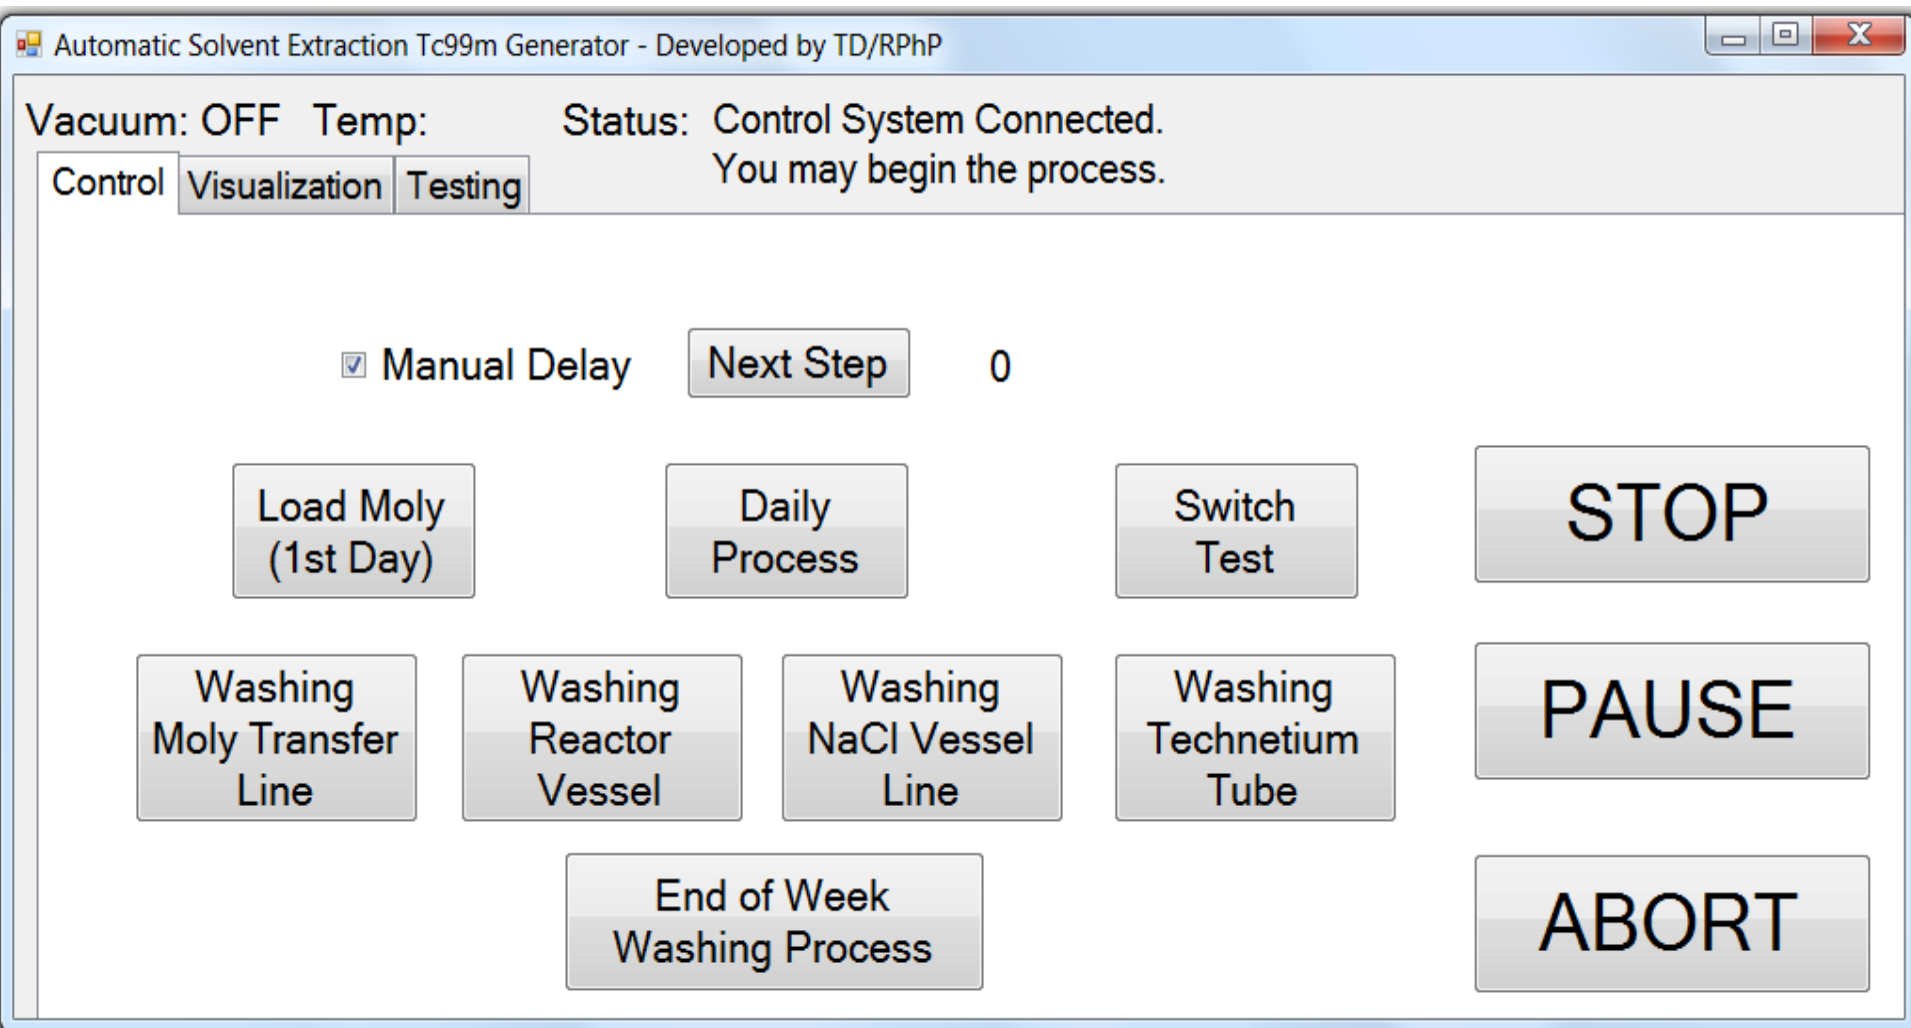 Automatic Solvent Extraction Tc99m Generator - Developed by TD/RPhP
Vacuum: OFF Temp: Status: Control System Connected.
You may begin the process.
Control Visualization Testing
Manual Delay Next Step 0
Load Moly
(1st Day)
Daily
Process
Switch
Test
STOP
Washing
Moly Transfer
Line
Washing
Reactor
Vessel
Washing
NaCl Vessel
Line
Washing
Technetium
Tube
PAUSE
End of Week
Washing Process
ABORT